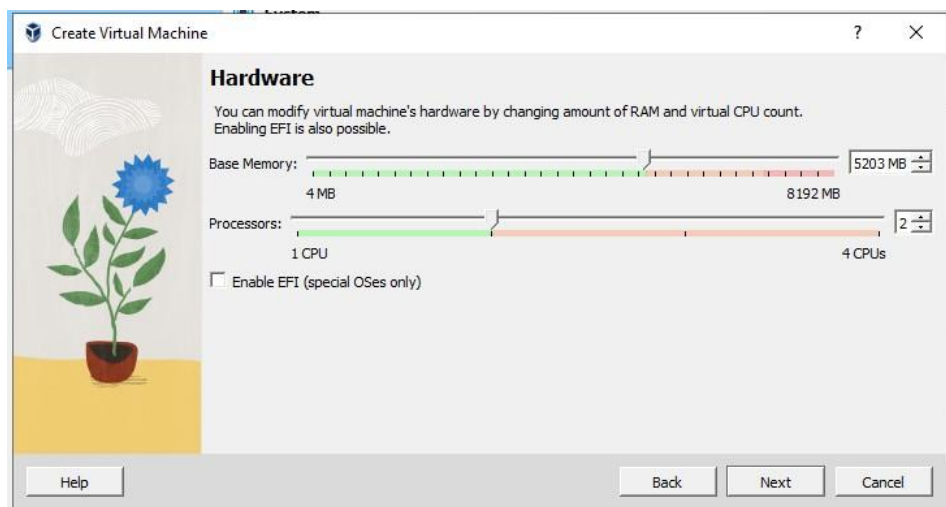 System
Create Virtual Machine
?
Hardware
You can modify virtual machine's hardware by changing amount of RAM and virtual CPU count.
Enabling EFI is also possible.
Base Memory: 5203 MB
4 MB 8192 MB
Processors: 2
1 CPU 4 CPUs
Enable EFI (special OSes only)
Help Back Next Cancel